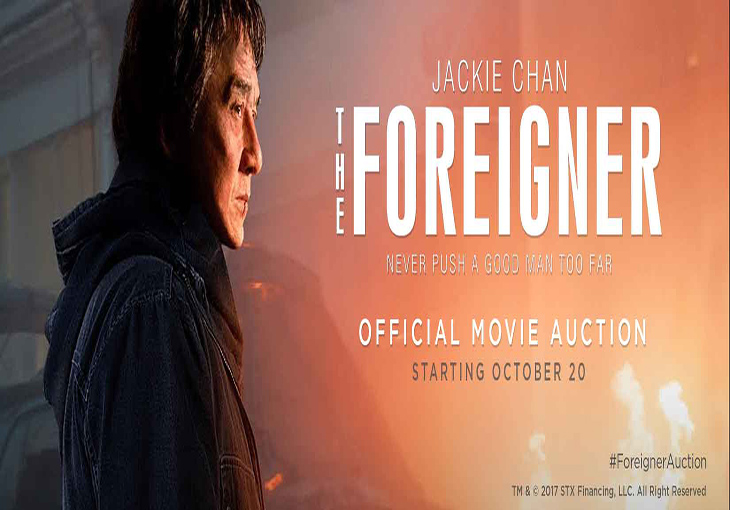 JACKIE CHAN
THE FOREIGNER
NEVER PUSH A GOOD MAN TOO FAR
OFFICIAL MOVIE AUCTION
STARTING OCTOBER 20
#ForeignerAuction
TM & © 2017 STX Financing, LLC. All Right Reserved